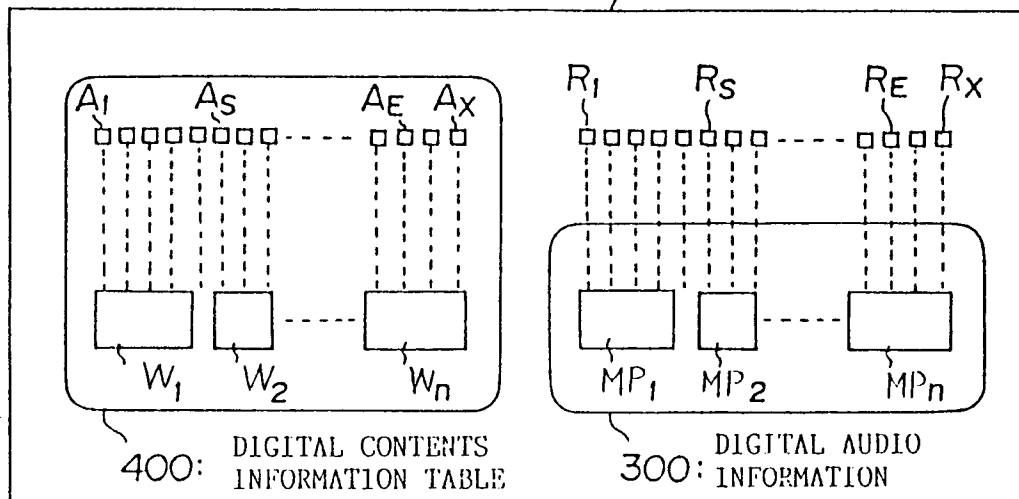 A1 AS AE AX
R1 RS RE RX
W1 W2 Wn
MP1 MP2 MPn
400: DIGITAL CONTENTS
INFORMATION TABLE
300: DIGITAL AUDIO
INFORMATION